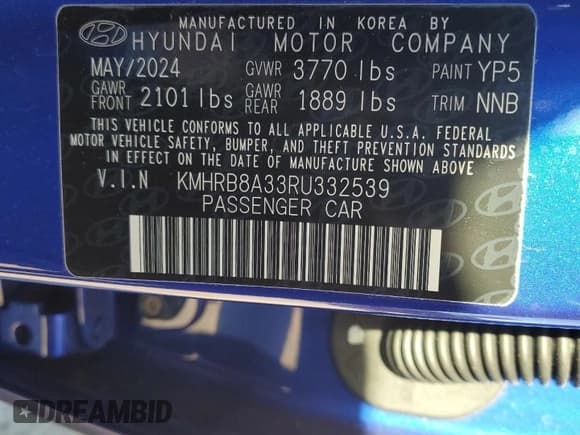 MANUFACTURED IN KOREA BY
HYUNDAI MOTOR COMPANY
MAY/2024 GVWR 3770 lbs PAINT YP5
GAWR FRONT 2101 lbs GAWR REAR 1889 lbs TRIM NNB
THIS VEHICLE CONFORMS TO ALL APPLICABLE U.S.A. FEDERAL
MOTOR VEHICLE SAFETY, BUMPER, AND THEFT PREVENTION STANDARDS
IN EFFECT ON THE DATE OF MANUFACTURE SHOWN ABOVE
V.I.N KMHRB8A33RU332539
PASSENGER CAR
DREAMBID